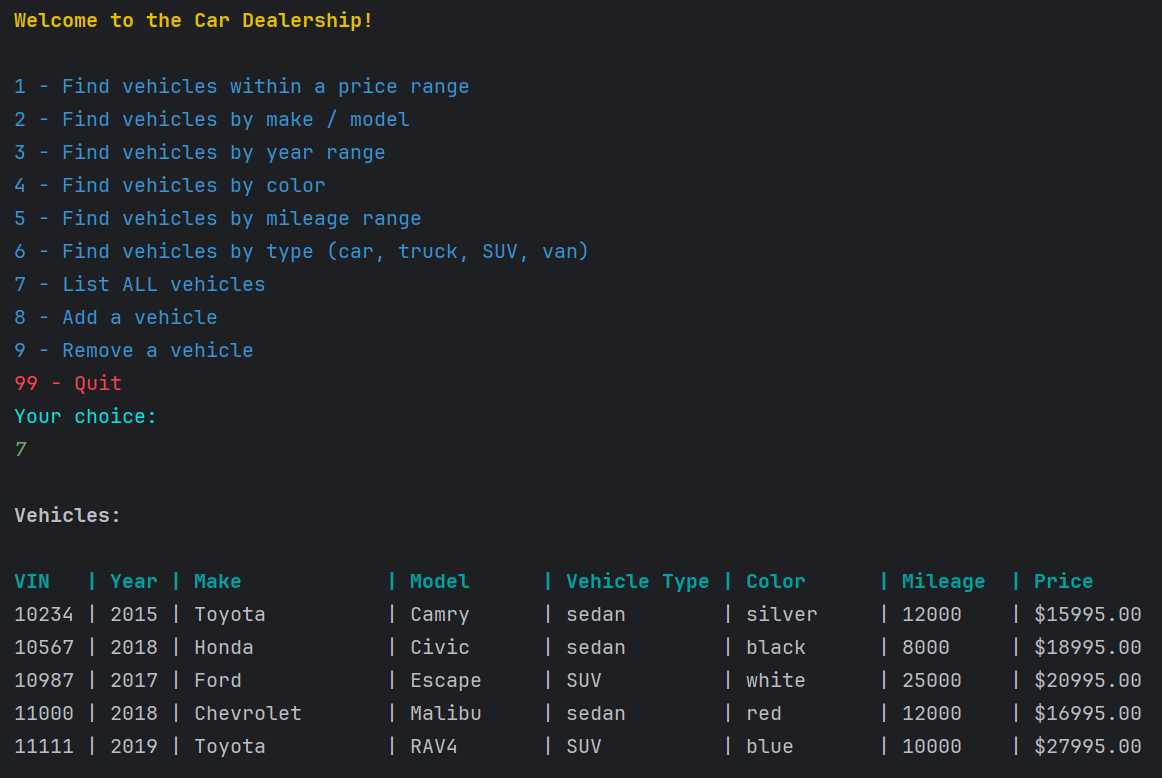 Welcome to the Car Dealership!
1 - Find vehicles within a price range
2 - Find vehicles by make / model
3 - Find vehicles by year range
4 - Find vehicles by color
5 - Find vehicles by mileage range
6 - Find vehicles by type (car, truck, SUV, van)
7 - List ALL vehicles
8 - Add a vehicle
9 - Remove a vehicle
99 - Quit
Your choice:
7
Vehicles:
VIN   | Year | Make            | Model      | Vehicle Type | Color      | Mileage  | Price
10234 | 2015 | Toyota          | Camry      | sedan        | silver     | 12000    | $15995.00
10567 | 2018 | Honda           | Civic      | sedan        | black      | 8000     | $18995.00
10987 | 2017 | Ford            | Escape     | SUV          | white      | 25000    | $20995.00
11000 | 2018 | Chevrolet       | Malibu     | sedan        | red        | 12000    | $16995.00
11111 | 2019 | Toyota          | RAV4       | SUV          | blue       | 10000    | $27995.00